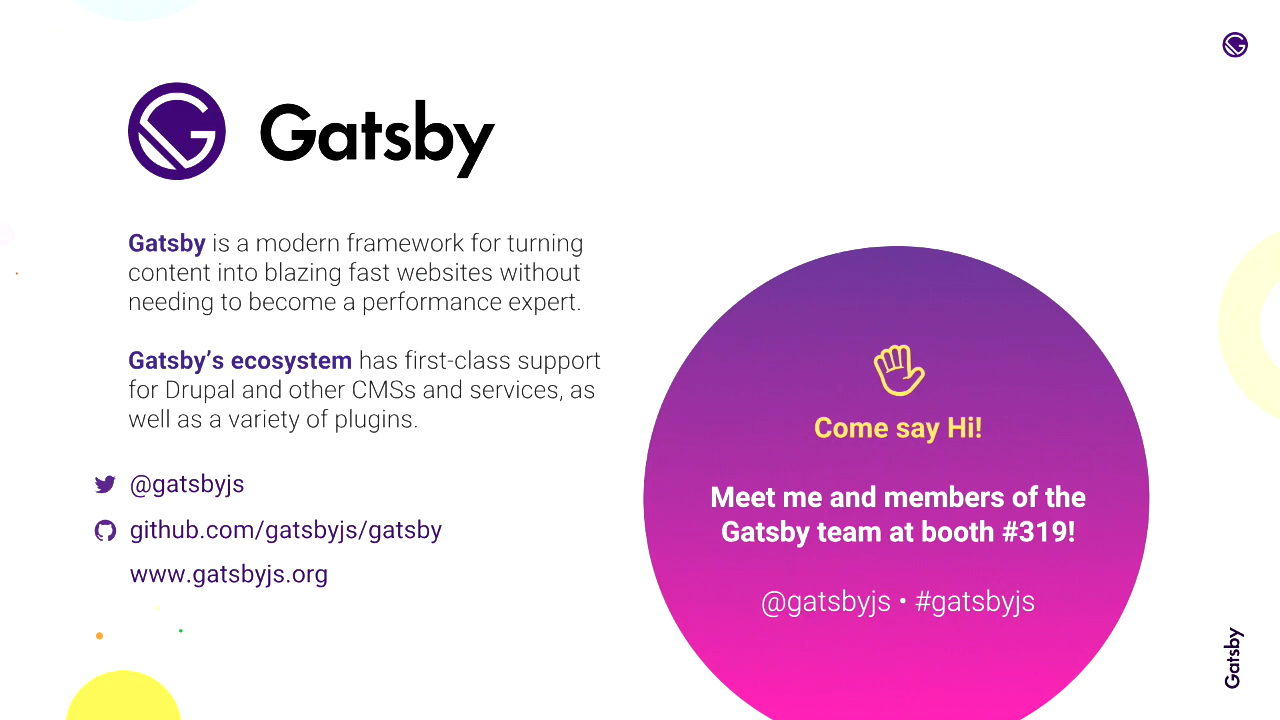 Gatsby
Gatsby is a modern framework for turning
content into blazing fast websites without
needing to become a performance expert.
Gatsby’s ecosystem has first-class support
for Drupal and other CMSs and services, as
well as a variety of plugins.
@gatsbyjs
github.com/gatsbyjs/gatsby
www.gatsbyjs.org
Come say Hi!
Meet me and members of the
Gatsby team at booth #319!
@gatsbyjs • #gatsbyjs
Gatsby